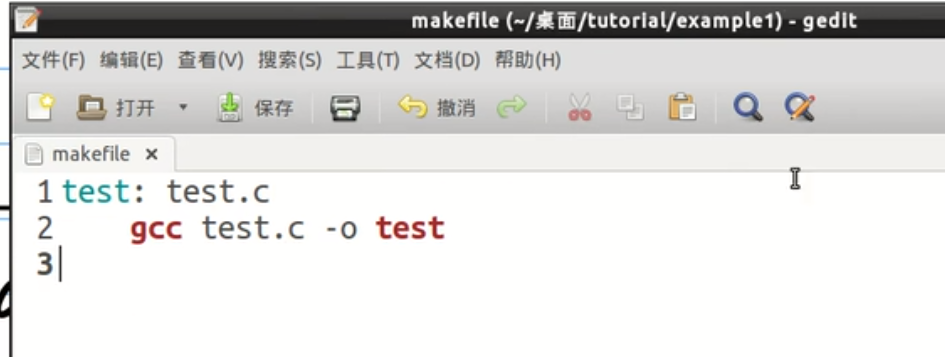 makefile (~/桌面/tutorial/example1) - gedit
文件(F) 编辑(E) 查看(V) 搜索(S) 工具(T) 文档(D) 帮助(H)
打开 保存 撤消
makefile ×
1 test: test.c
2     gcc test.c -o test
3